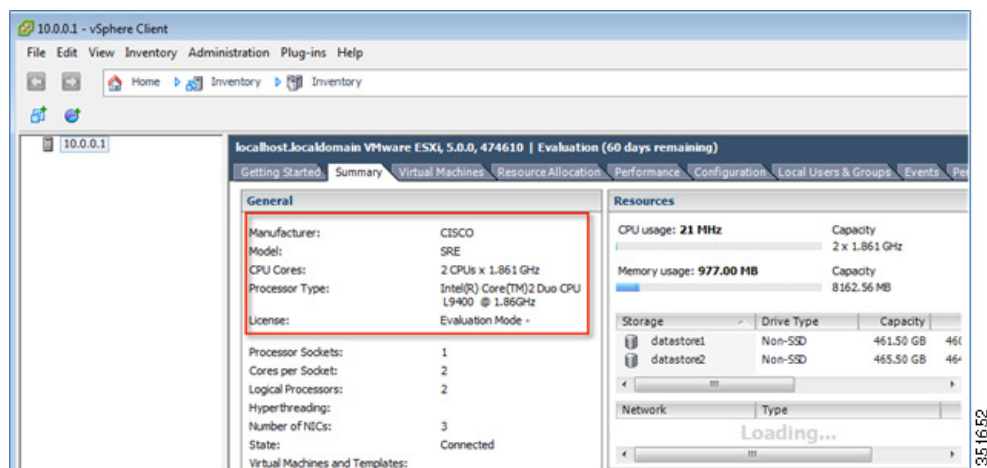 10.0.0.1 - vSphere Client
File Edit View Inventory Administration Plug-ins Help
Home Inventory Inventory
10.0.0.1
localhost.localdomain VMware ESXi, 5.0.0, 474610 | Evaluation (60 days remaining)
Getting Started Summary Virtual Machines Resource Allocation Performance Configuration Local Users & Groups Events Per
General
Manufacturer: CISCO
Model: SRE
CPU Cores: 2 CPUs x 1.861 GHz
Processor Type: Intel(R) Core(TM)2 Duo CPU
L9400 @ 1.86GHz
License: Evaluation Mode -
Processor Sockets: 1
Cores per Socket: 2
Logical Processors: 2
Hyperthreading:
Number of NICs: 3
State: Connected
Virtual Machines and Templates:
Resources
CPU usage: 21 MHz Capacity
2 x 1.861 GHz
Memory usage: 977.00 MB Capacity
8162.56 MB
Storage Drive Type Capacity
datastore1 Non-SSD 461.50 GB
datastore2 Non-SSD 465.50 GB
Network Type
Loading...
351652